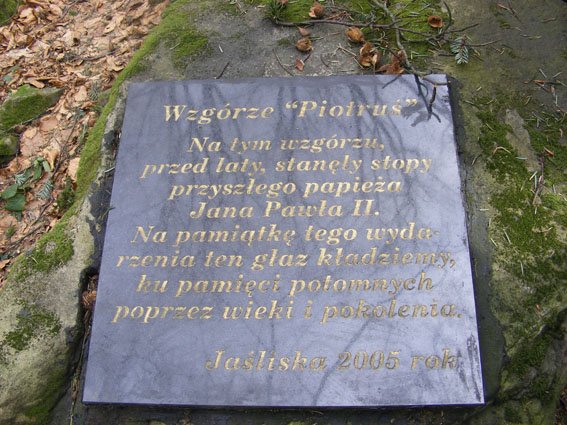 Wzgórze "Piotruś"
Na tym wzgórzu,
przed laty, stanęły stopy
przyszłego papieża
Jana Pawła II.
Na pamiątkę tego wyda-
rzenia ten głaz kładziemy,
ku pamięci potomnych
poprzez wieki i pokolenia.
Jaśliska 2005 rok